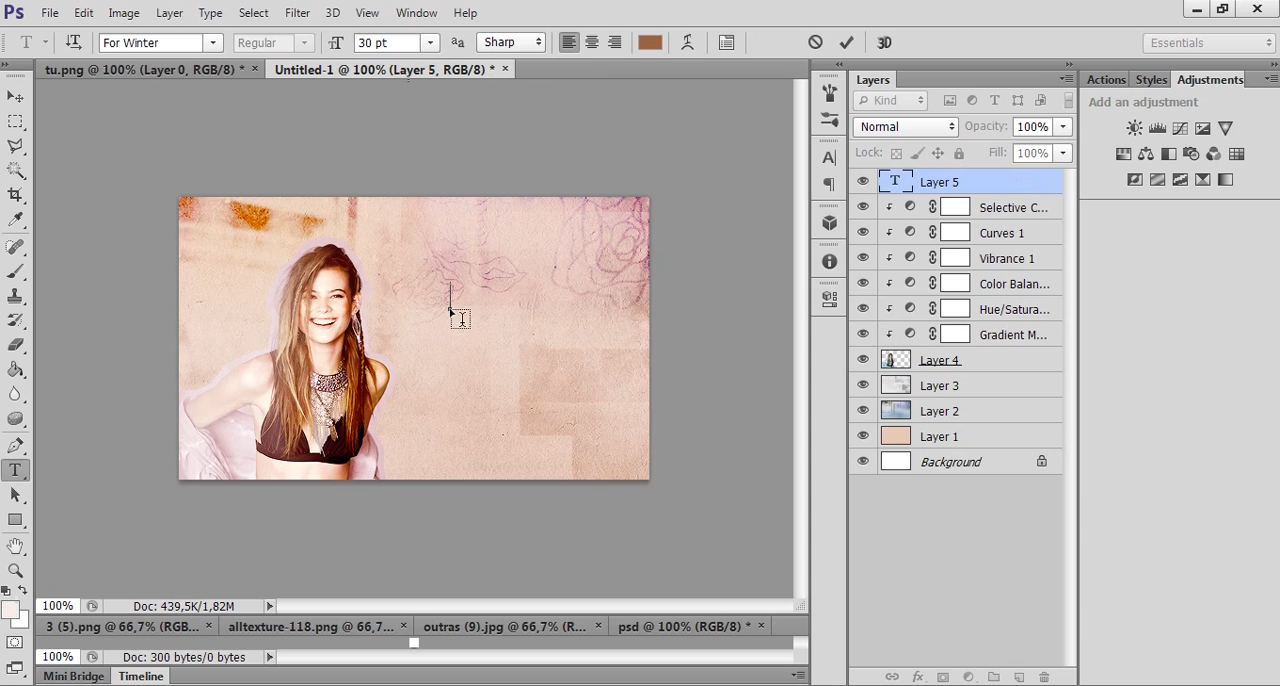 Ps File Edit Image Layer Type Select Filter 3D View Window Help
T For Winter Regular 30 pt Sharp 3D Essentials
tu.png @ 100% (Layer 0, RGB/8) * × Untitled-1 @ 100% (Layer 5, RGB/8) * ×
Layers
Actions Styles Adjustments
Kind
Add an adjustment
Normal Opacity: 100%
Lock: Fill: 100%
T Layer 5
Selective C...
Curves 1
Vibrance 1
Color Balan...
Hue/Satura...
Gradient M...
Layer 4
Layer 3
Layer 2
Layer 1
Background
100% Doc: 439,5K/1,82M
3 (5).png @ 66,7% (RGB... × alltexture-118.png @ 66,7... × outras (9).jpg @ 66,7% (R... × psd @ 100% (RGB/8) * ×
100% Doc: 300 bytes/0 bytes
Mini Bridge Timeline